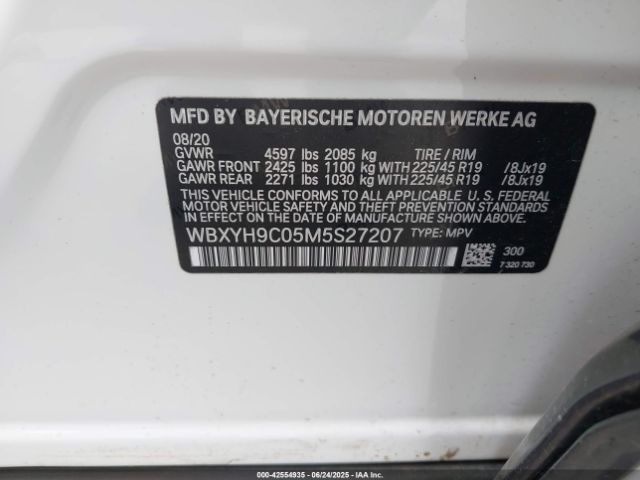 MFD BY BAYERISCHE MOTOREN WERKE AG
08/20
GVWR 4597 lbs 2085 kg TIRE / RIM
GAWR FRONT 2425 lbs 1100 kg WITH 225/45 R19 /8Jx19
GAWR REAR 2271 lbs 1030 kg WITH 225/45 R19 /8Jx19
THIS VEHICLE CONFORMS TO ALL APPLICABLE U. S. FEDERAL
MOTOR VEHICLE SAFETY, BUMPER, AND THEFT PREVENTION
STANDARDS IN EFFECT ON THE DATE OF MANUFACTURE SHOWN ABOVE.
WBXYH9C05M5S27207 TYPE: MPV
300
7 320 730
000-42554935 - 06/24/2025 - IAAI.COM